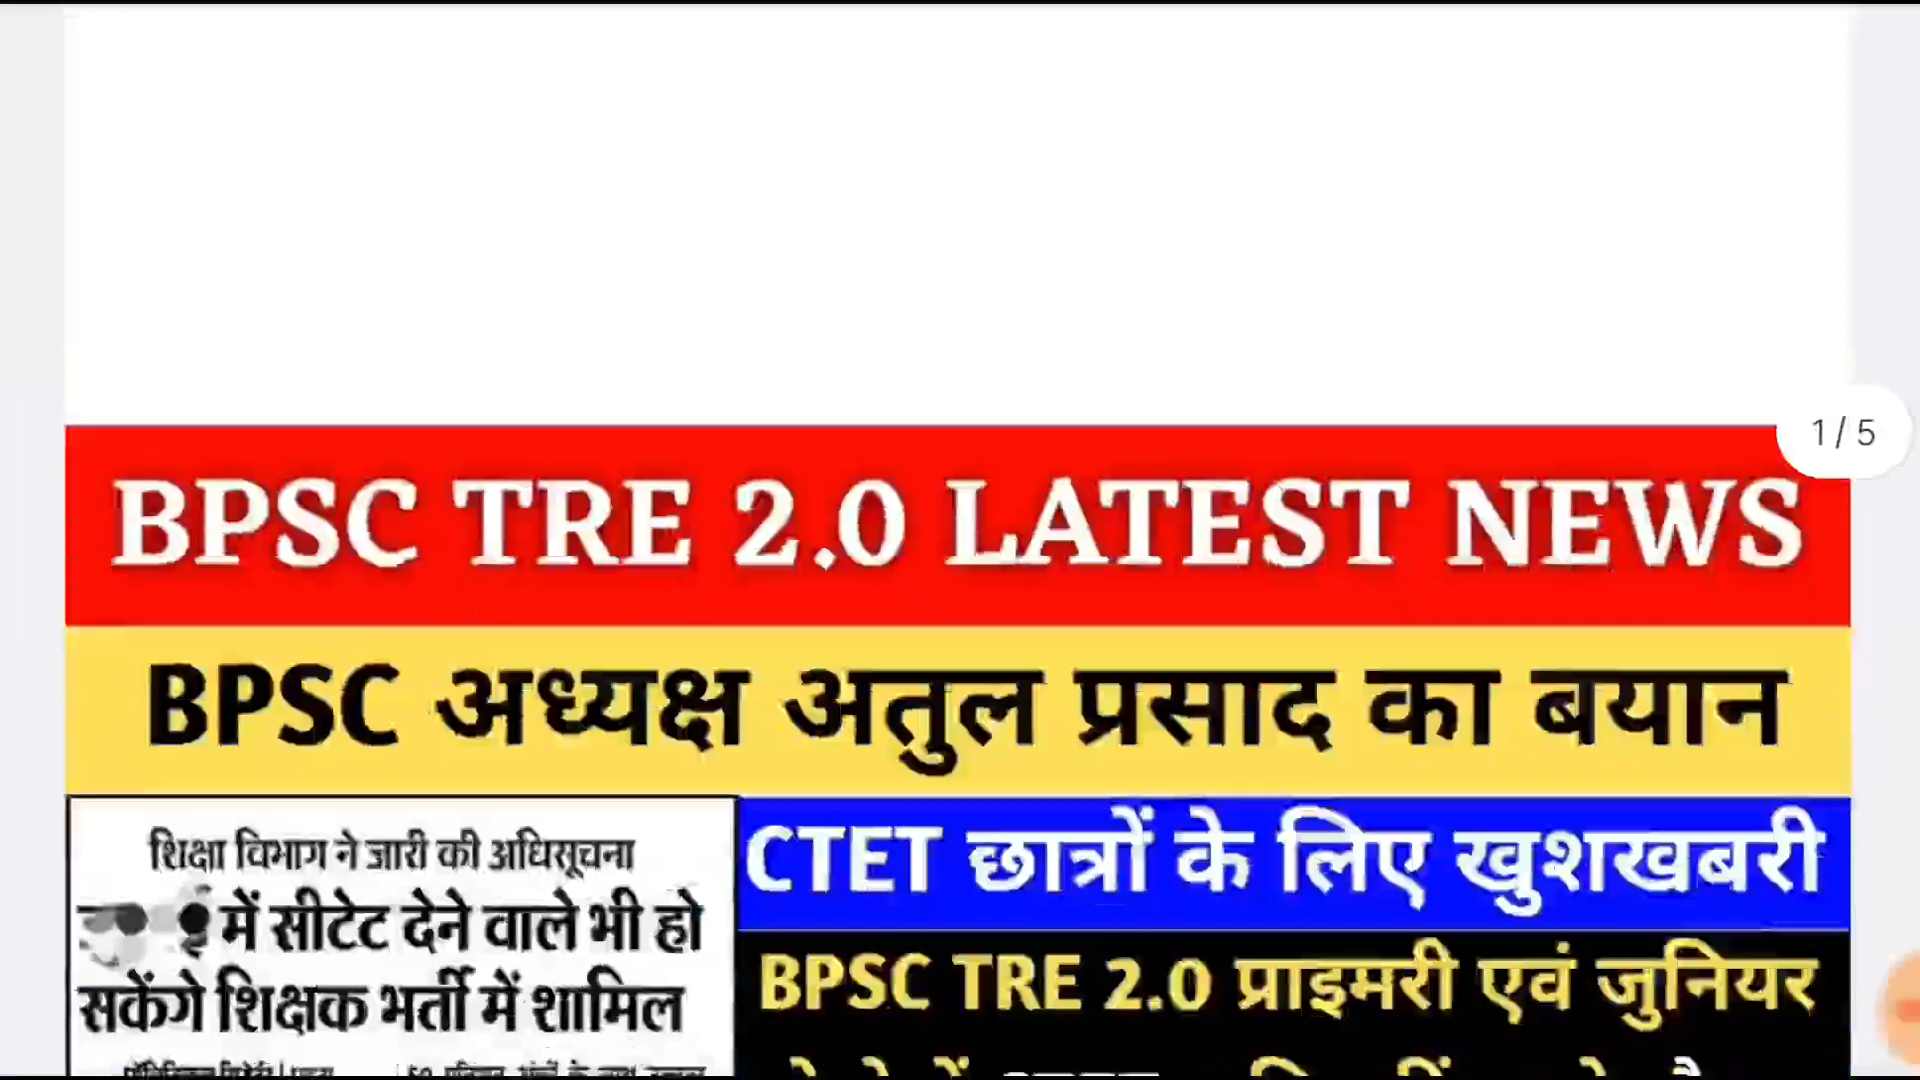 1 / 5
BPSC TRE 2.0 LATEST NEWS
BPSC अध्यक्ष अतुल प्रसाद का बयान
शिक्षा विभाग ने जारी की अधिसूचना
में सीटेट देने वाले भी हो
सकेंगे शिक्षक भर्ती में शामिल
CTET छात्रों के लिए खुशखबरी
BPSC TRE 2.0 प्राइमरी एवं जुनियर